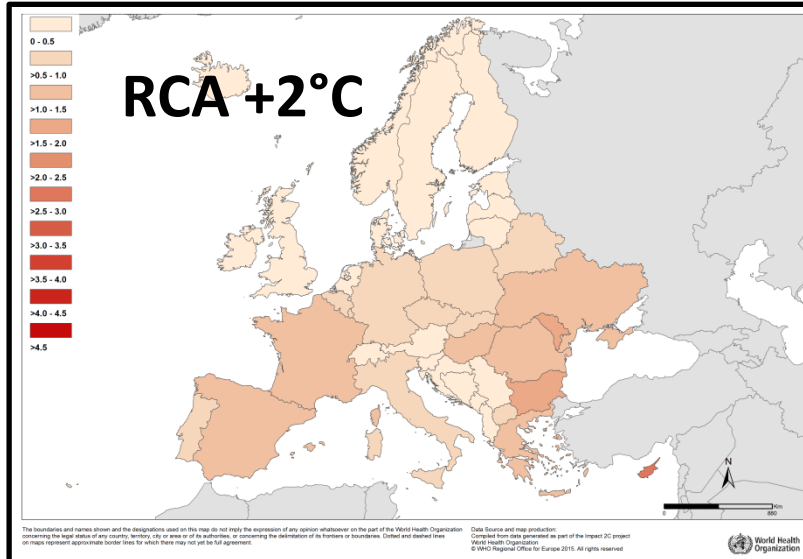 RCA +2°C
0 - 0.5
>0.5 - 1.0
>1.0 - 1.5
>1.5 - 2.0
>2.0 - 2.5
>2.5 - 3.0
>3.0 - 3.5
>3.5 - 4.0
>4.0 - 4.5
>4.5
N
Km
0
880
The boundaries and names shown and the designations used on this map do not imply the expression of any opinion whatsoever on the part of the World Health Organization
concerning the legal status of any country, territory, city or area or of its authorities, or concerning the delimitation of its frontiers or boundaries. Dotted and dashed lines
on maps represent approximate border lines for which there may not yet be full agreement.
Data Source and map production:
Compiled from data generated as part of the Impact 2C project
World Health Organization
© WHO Regional Office for Europe 2015. All rights reserved
World Health
Organization